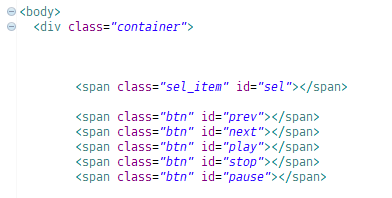 <body>
<div class="container">
<span class="sel_item" id="sel"></span>
<span class="btn" id="prev"></span>
<span class="btn" id="next"></span>
<span class="btn" id="play"></span>
<span class="btn" id="stop"></span>
<span class="btn" id="pause"></span>